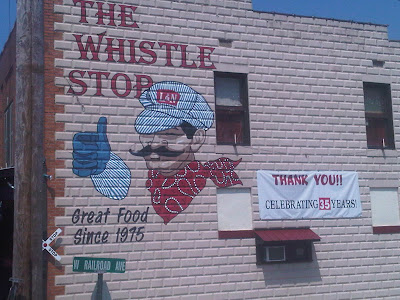 THE
WHISTLE
STOP
L&N
Great Food
Since 1975
THANK YOU!!
CELEBRATING 35 YEARS!
W RAILROAD AVE